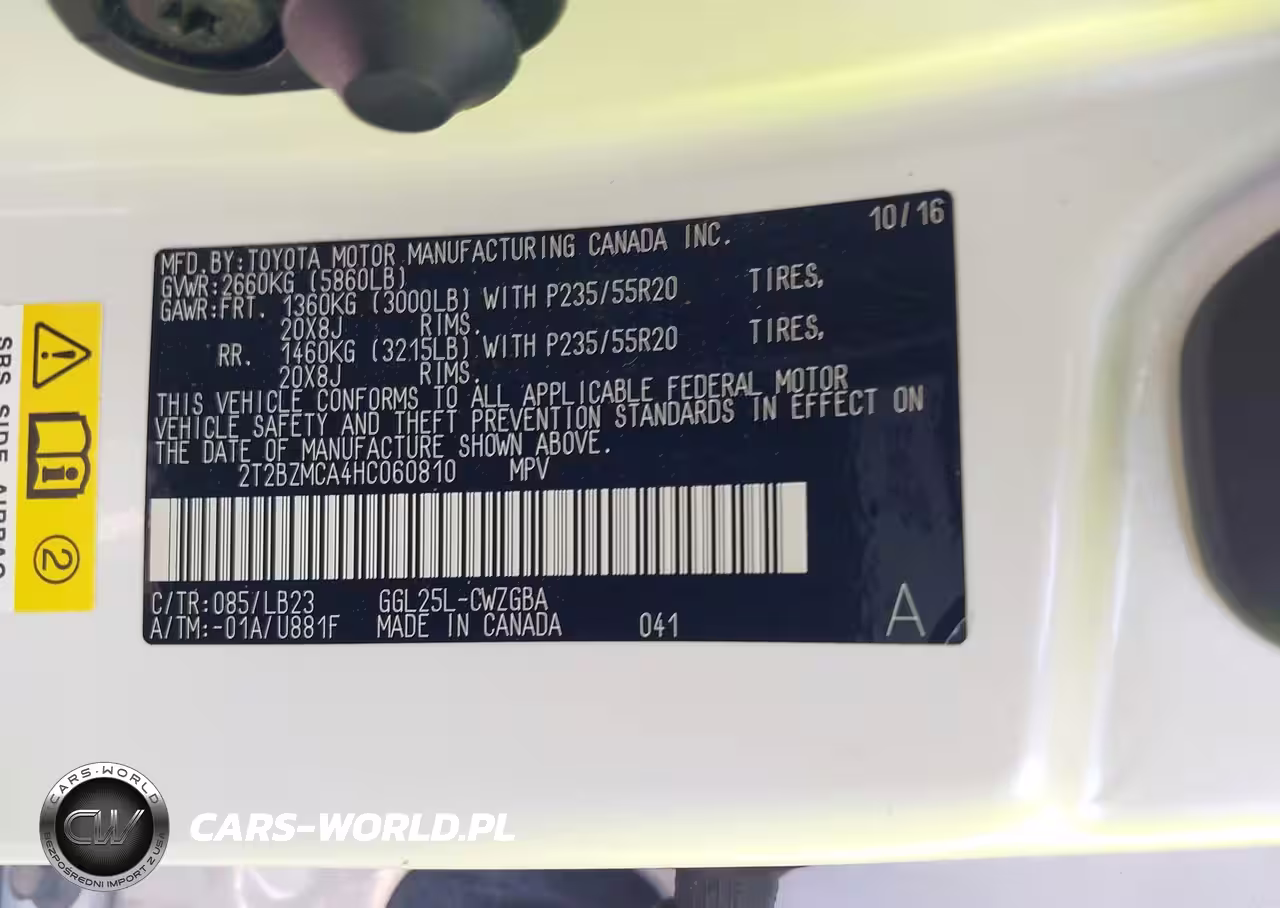 MFD.BY:TOYOTA MOTOR MANUFACTURING CANADA INC. 10/16
GVWR:2660KG (5860LB)
GAWR:FRT. 1360KG (3000LB) WITH P235/55R20 TIRES,
20X8J RIMS.
RR. 1460KG (3215LB) WITH P235/55R20 TIRES,
20X8J RIMS.
THIS VEHICLE CONFORMS TO ALL APPLICABLE FEDERAL MOTOR
VEHICLE SAFETY AND THEFT PREVENTION STANDARDS IN EFFECT ON
THE DATE OF MANUFACTURE SHOWN ABOVE.
2T2BZMCA4HC060810 MPV
C/TR:085/LB23 GGL25L-CWZGBA
A/TM:-01A/U881F MADE IN CANADA 041 A
SRS SIDE AIRBAG
2
CARS-WORLD
CW
BEZPOŚREDNI IMPORT Z USA
CARS-WORLD.PL